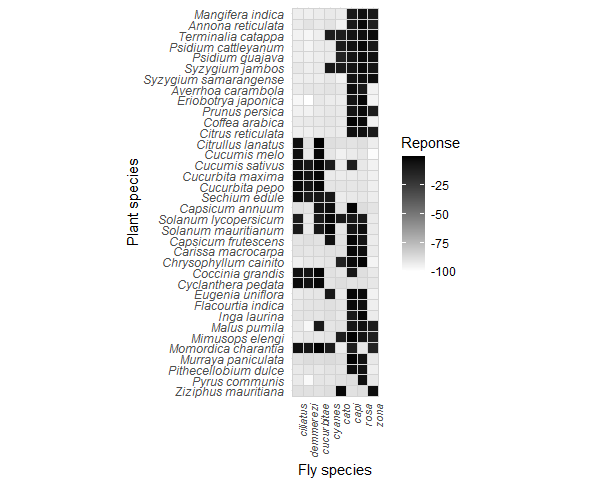 Mangifera indica
Annona reticulata
Terminalia catappa
Psidium cattleyanum
Psidium guajava
Syzygium jambos
Syzygium samarangense
Averrhoa carambola
Eriobotrya japonica
Prunus persica
Coffea arabica
Citrus reticulata
Citrullus lanatus
Cucumis melo
Cucumis sativus
Cucurbita maxima
Cucurbita pepo
Sechium edule
Capsicum annuum
Solanum lycopersicum
Solanum mauritianum
Capsicum frutescens
Carissa macrocarpa
Chrysophyllum cainito
Coccinia grandis
Cyclanthera pedata
Eugenia uniflora
Flacourtia indica
Inga laurina
Malus pumila
Mimusops elengi
Momordica charantia
Murraya paniculata
Pithecellobium dulce
Pyrus communis
Ziziphus mauritiana
Plant species
ciliatus
demmerezi
cucurbitae
cyanes
cato
capi
rosa
zona
Fly species
Reponse
-25
-50
-75
-100